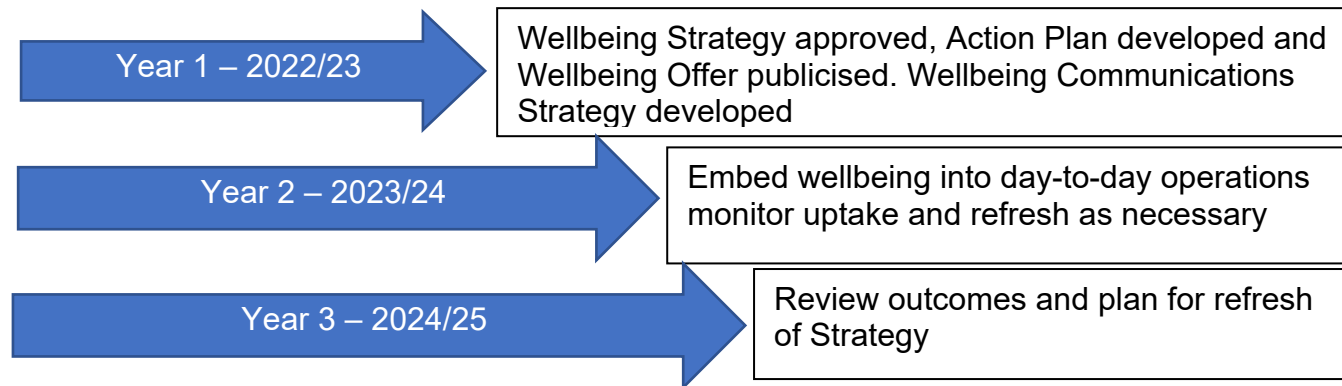 Year 1 – 2022/23
Wellbeing Strategy approved, Action Plan developed and
Wellbeing Offer publicised. Wellbeing Communications
Strategy developed
Year 2 – 2023/24
Embed wellbeing into day-to-day operations
monitor uptake and refresh as necessary
Year 3 – 2024/25
Review outcomes and plan for refresh
of Strategy